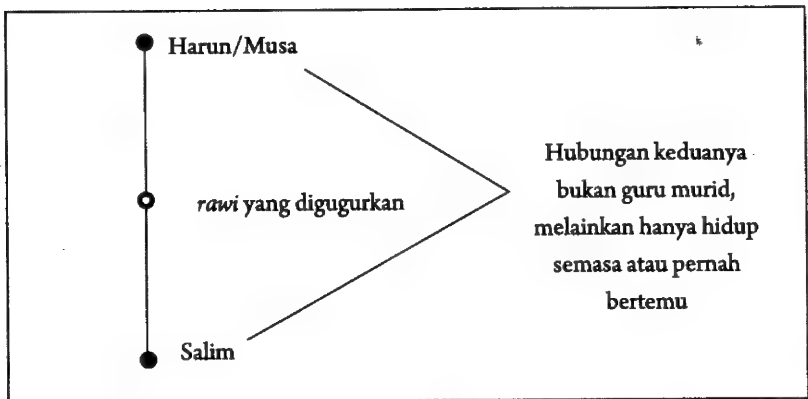 Harun/Musa
rawi yang digugurkan
Salim
Hubungan keduanya
bukan guru murid,
melainkan hanya hidup
semasa atau pernah
bertemu